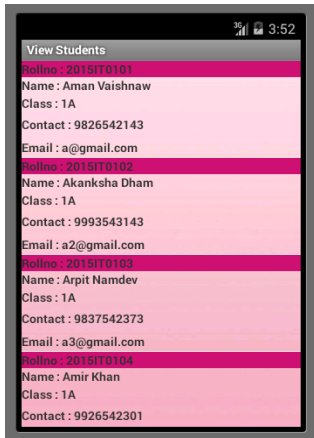 3G 3:52
View Students
Rollno : 2015IT0101
Name : Aman Vaishnaw
Class : 1A
Contact : 9826542143
Email : a@gmail.com
Rollno : 2015IT0102
Name : Akanksha Dham
Class : 1A
Contact : 9993543143
Email : a2@gmail.com
Rollno : 2015IT0103
Name : Arpit Namdev
Class : 1A
Contact : 9837542373
Email : a3@gmail.com
Rollno : 2015IT0104
Name : Amir Khan
Class : 1A
Contact : 9926542301